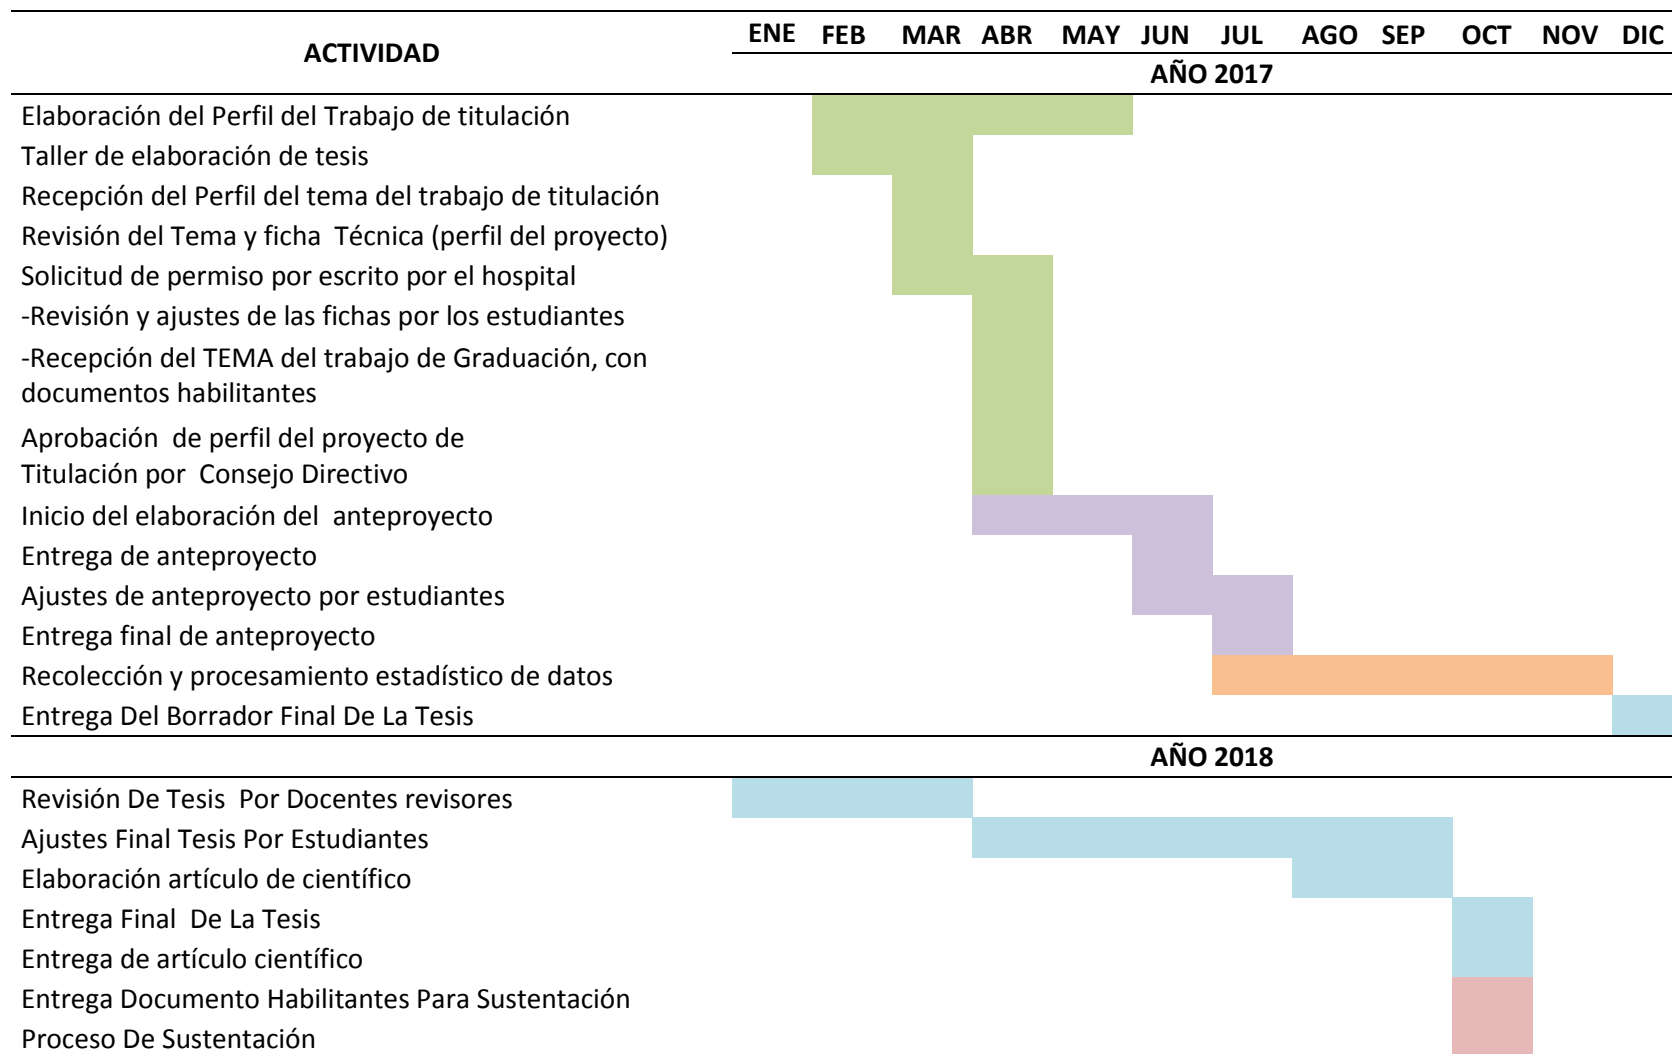 ACTIVIDAD
ENE FEB MAR ABR MAY JUN JUL AGO SEP OCT NOV DIC
AÑO 2017
Elaboración del Perfil del Trabajo de titulación
Taller de elaboración de tesis
Recepción del Perfil del tema del trabajo de titulación
Revisión del Tema y ficha Técnica (perfil del proyecto)
Solicitud de permiso por escrito por el hospital
-Revisión y ajustes de las fichas por los estudiantes
-Recepción del TEMA del trabajo de Graduación, con
documentos habilitantes
Aprobación de perfil del proyecto de
Titulación por Consejo Directivo
Inicio del elaboración del anteproyecto
Entrega de anteproyecto
Ajustes de anteproyecto por estudiantes
Entrega final de anteproyecto
Recolección y procesamiento estadístico de datos
Entrega Del Borrador Final De La Tesis
AÑO 2018
Revisión De Tesis Por Docentes revisores
Ajustes Final Tesis Por Estudiantes
Elaboración artículo de científico
Entrega Final De La Tesis
Entrega de artículo científico
Entrega Documento Habilitantes Para Sustentación
Proceso De Sustentación